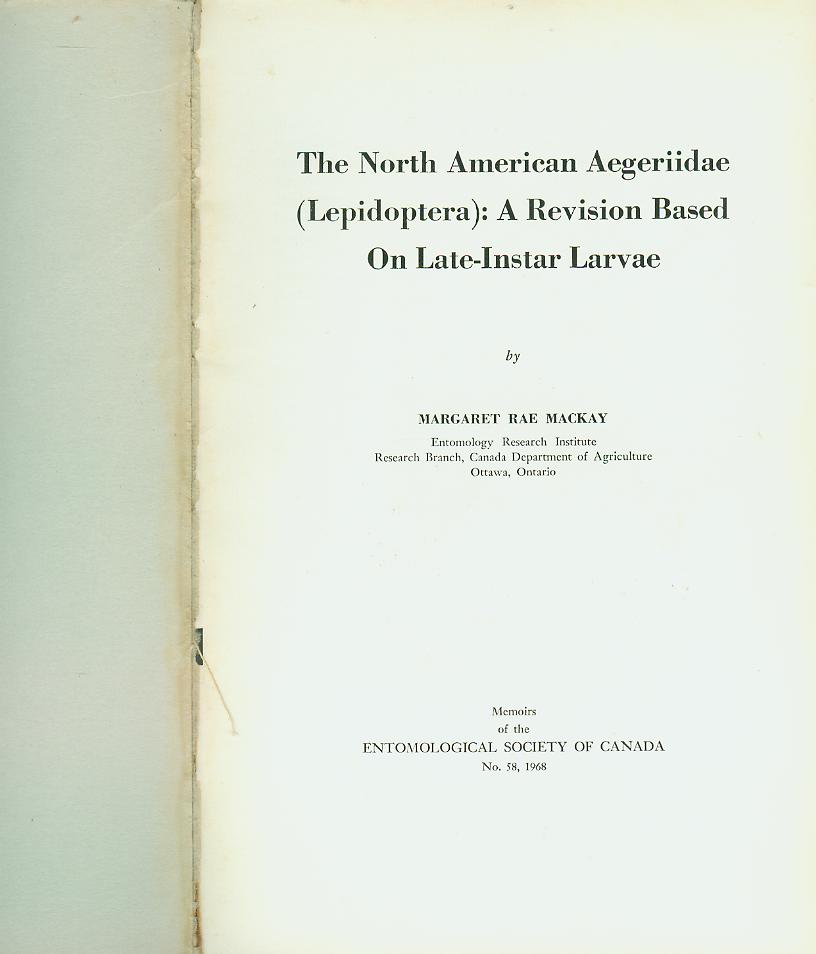 The North American Aegeriidae
(Lepidoptera): A Revision Based
On Late-Instar Larvae
by
MARGARET RAE MACKAY
Entomology Research Institute
Research Branch, Canada Department of Agriculture
Ottawa, Ontario
Memoirs
of the
ENTOMOLOGICAL SOCIETY OF CANADA
No. 58, 1968